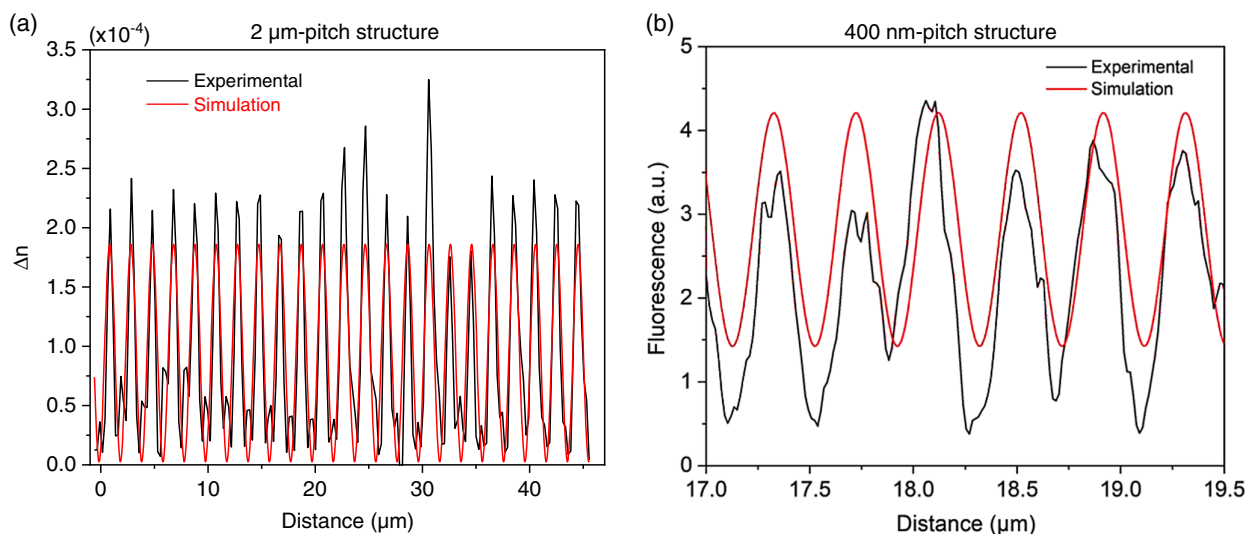 (a)
(x10⁻⁴)
2 µm-pitch structure
3.5
3.0
2.5
2.0
1.5
1.0
0.5
0.0
Δn
Experimental
Simulation
0
10
20
30
40
Distance (µm)
(b)
400 nm-pitch structure
5
4
3
2
1
0
Fluorescence (a.u.)
Experimental
Simulation
17.0
17.5
18.0
18.5
19.0
19.5
Distance (µm)